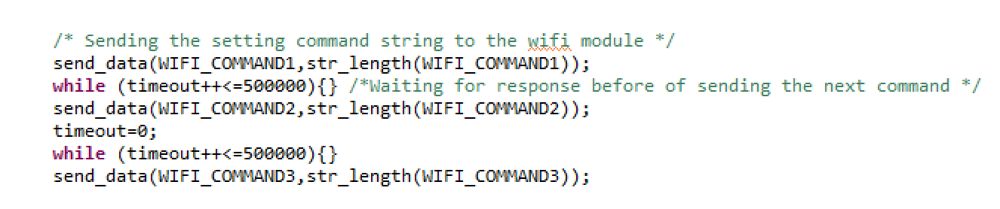 /* Sending the setting command string to the wifi module */
send_data(WIFI_COMMAND1,str_length(WIFI_COMMAND1));
while (timeout++<=500000){} /*Waiting for response before of sending the next command */
send_data(WIFI_COMMAND2,str_length(WIFI_COMMAND2));
timeout=0;
while (timeout++<=500000){}
send_data(WIFI_COMMAND3,str_length(WIFI_COMMAND3));